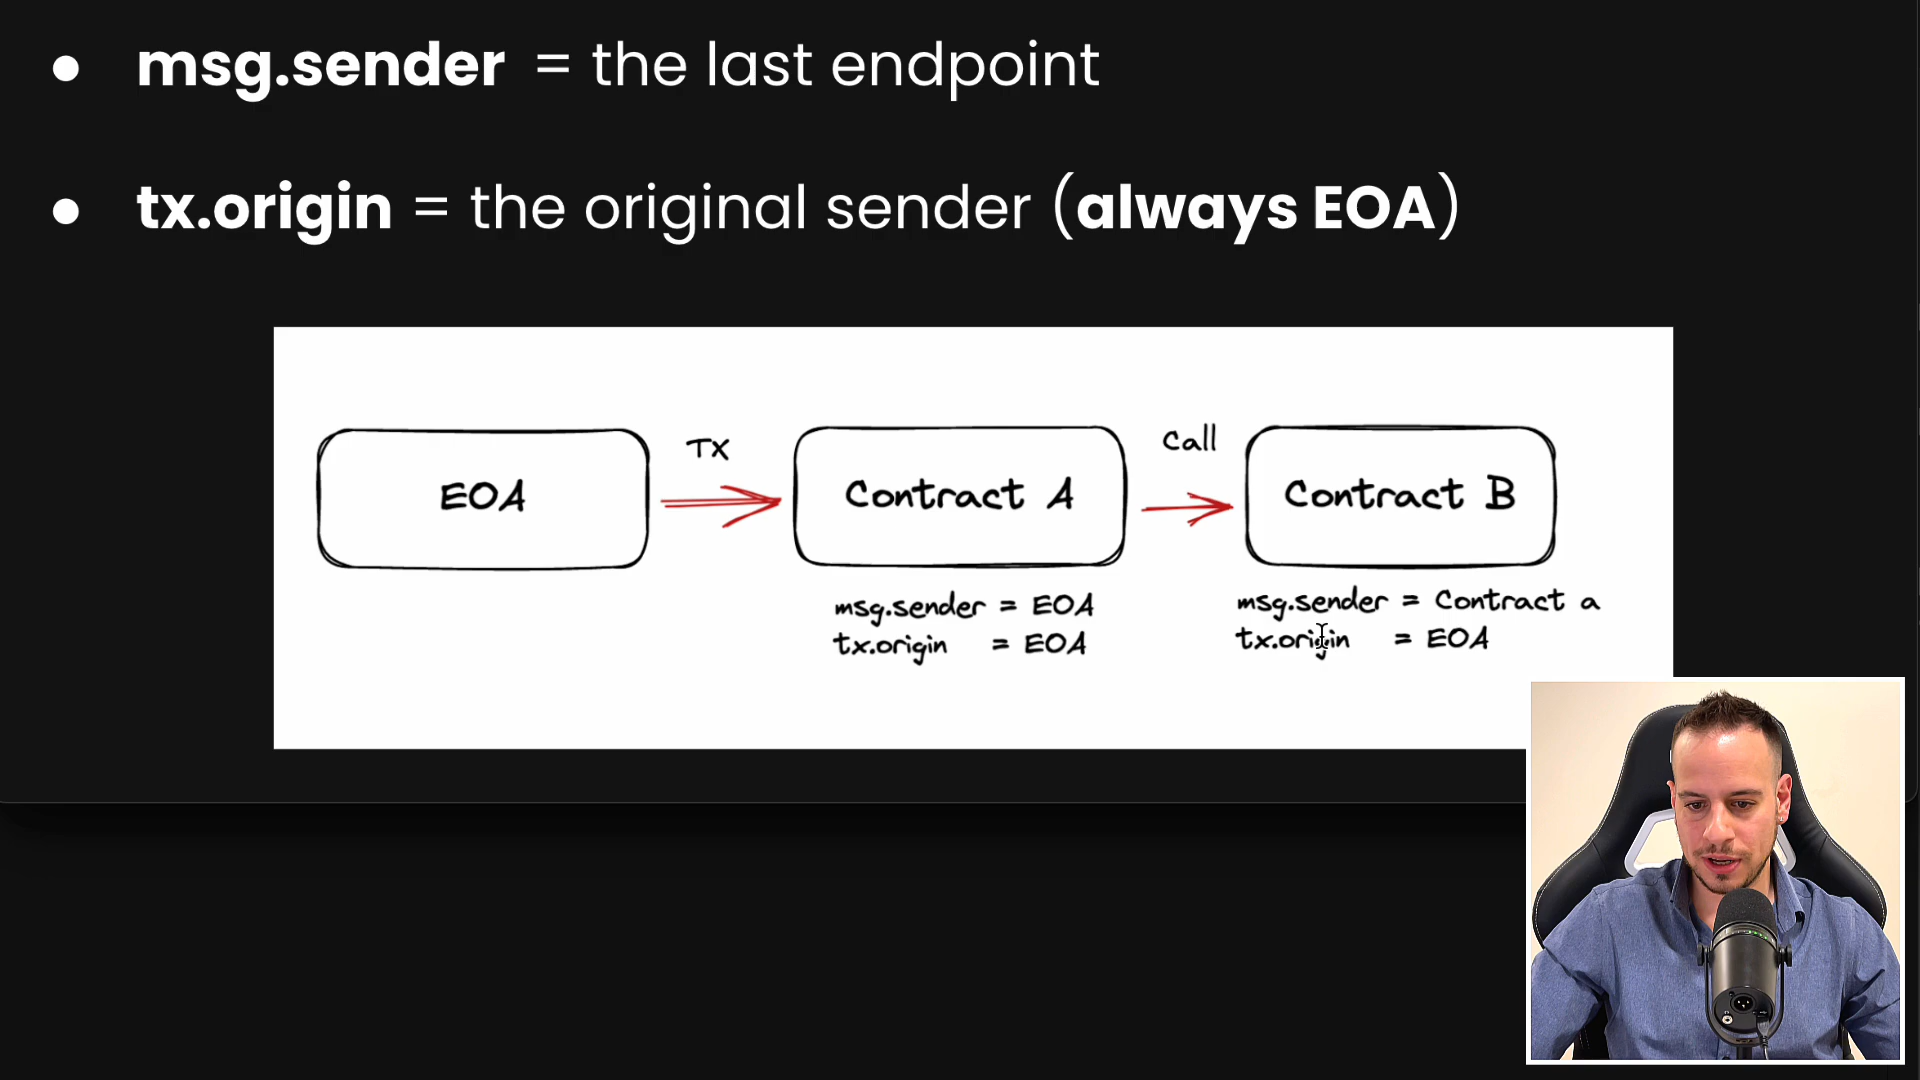 ● msg.sender = the last endpoint
● tx.origin = the original sender (always EOA)
TX
Call
EOA
Contract A
Contract B
msg.sender = EOA
tx.origin = EOA
msg.sender = Contract a
tx.origin = EOA